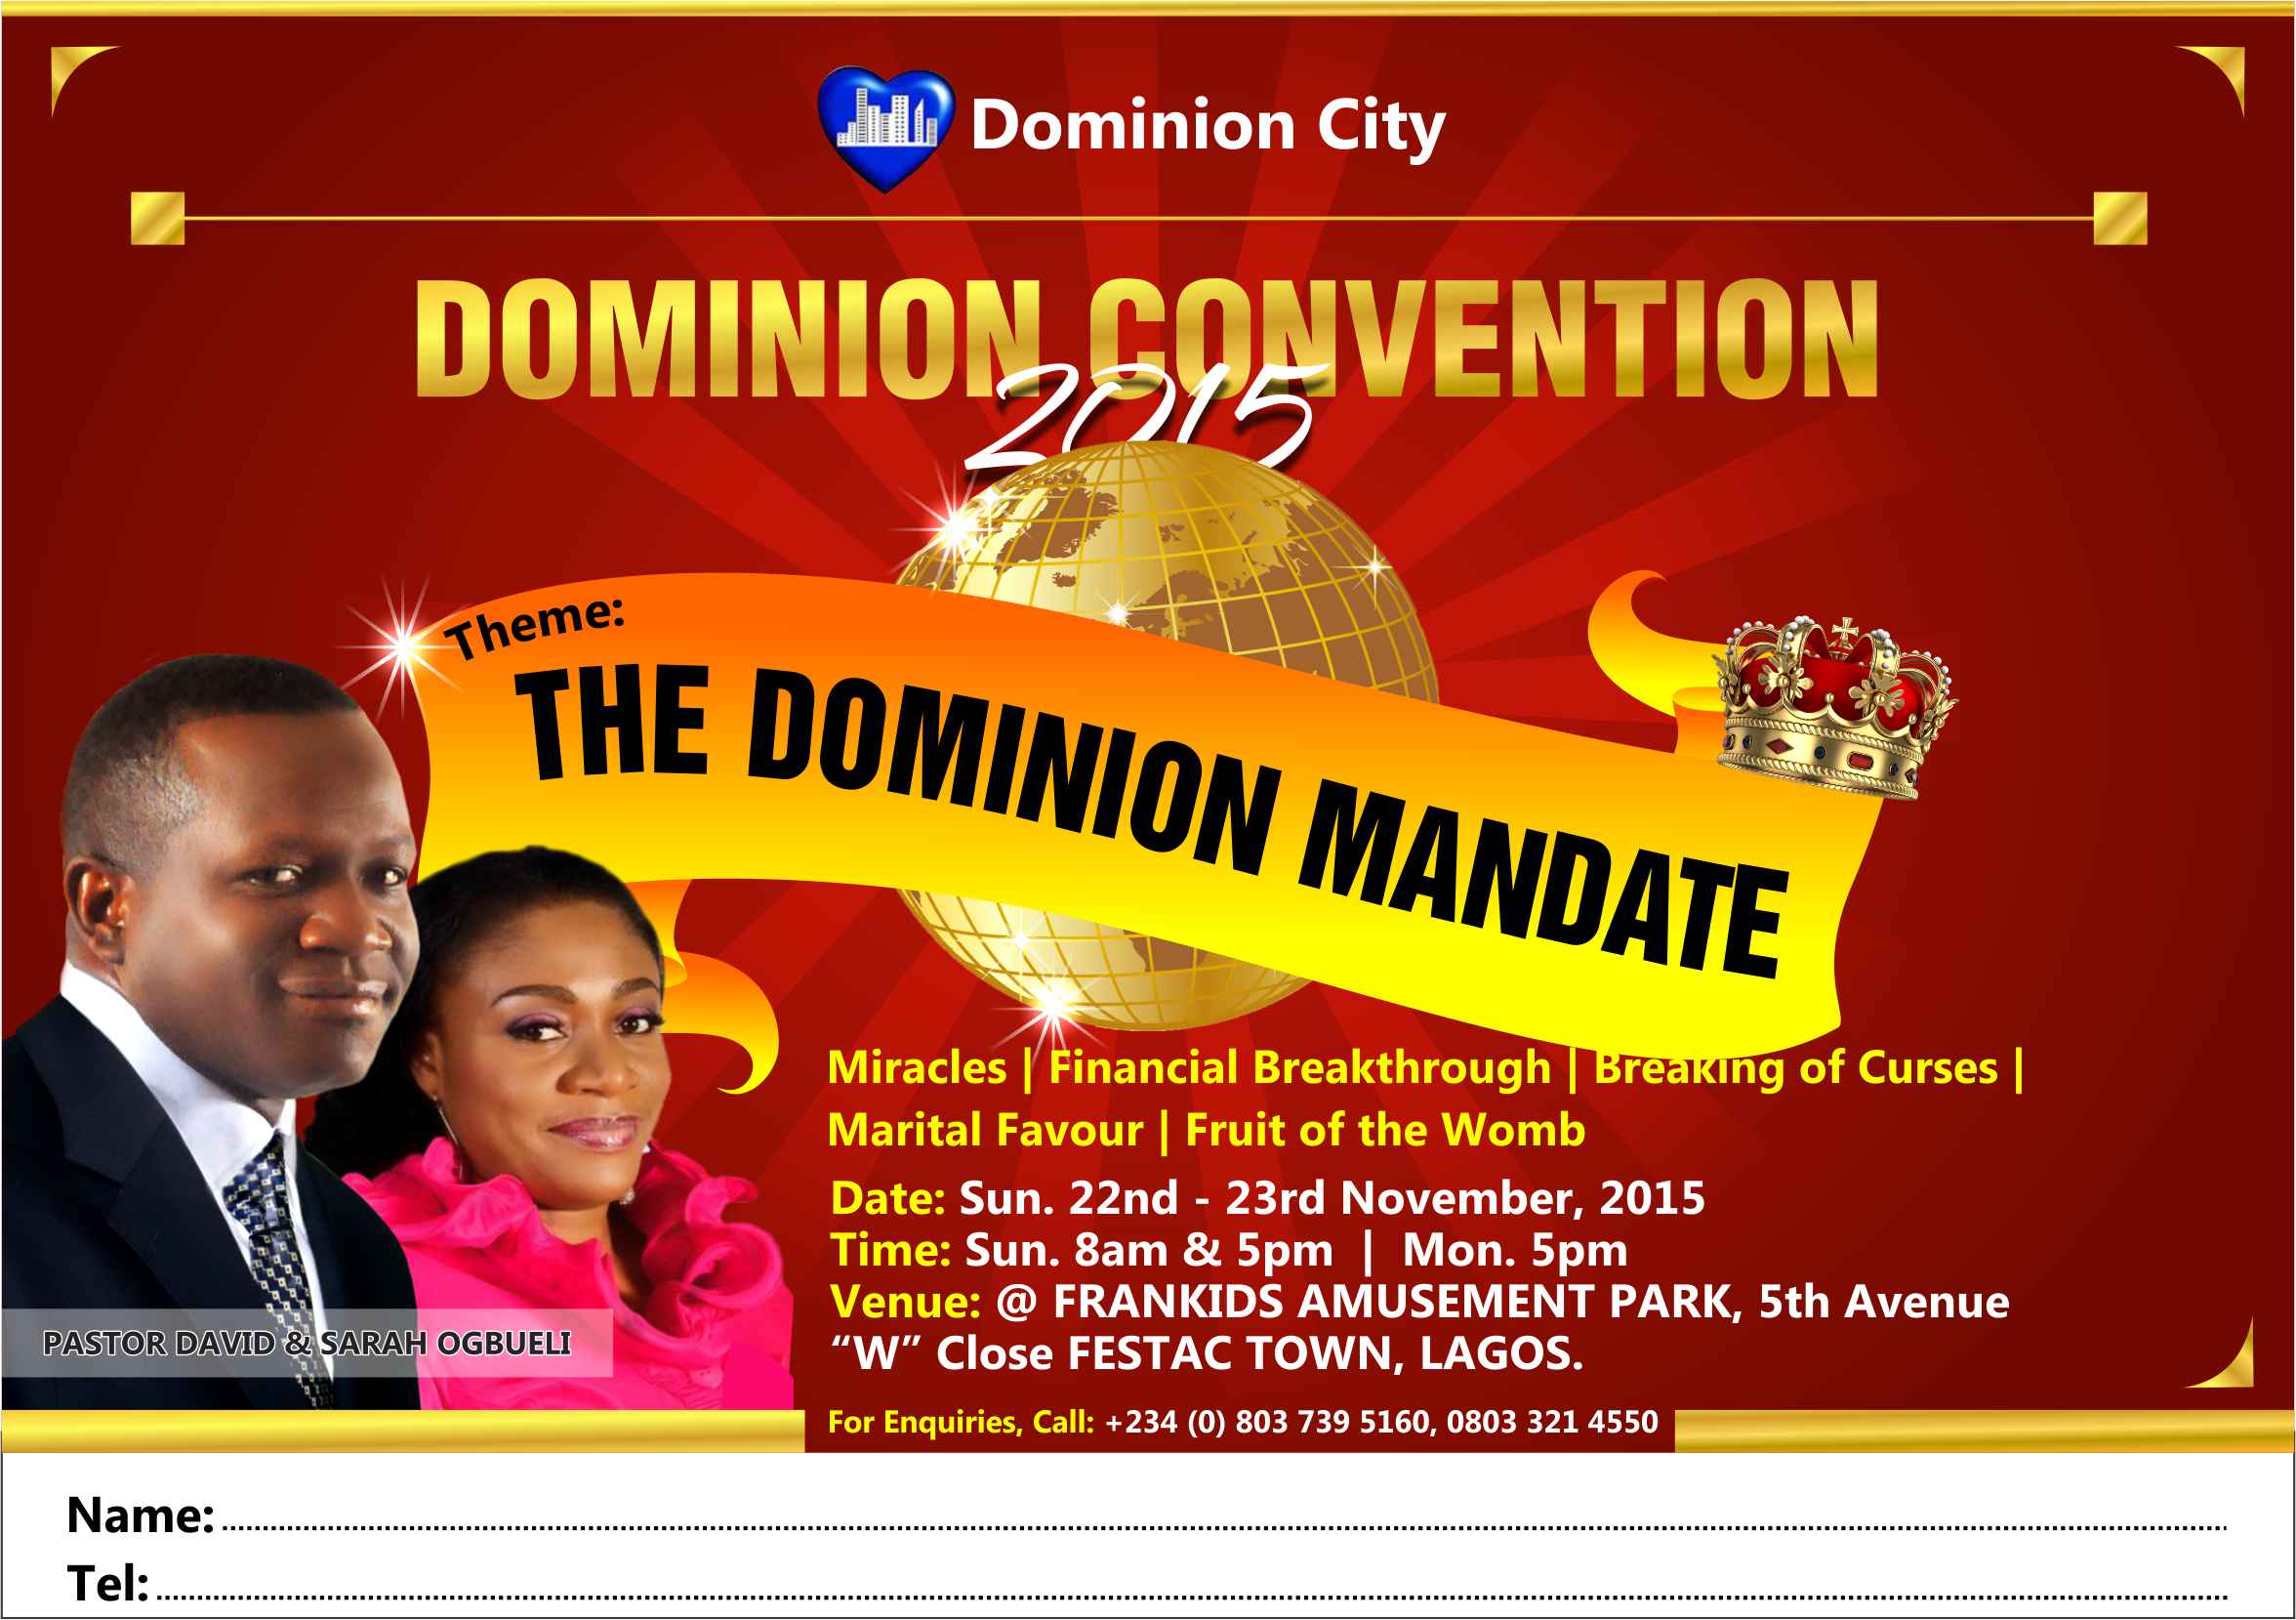 Dominion City
DOMINION CONVENTION
2015
Theme:
THE DOMINION MANDATE
Miracles | Financial Breakthrough | Breaking of Curses |
Marital Favour | Fruit of the Womb
Date: Sun. 22nd - 23rd November, 2015
Time: Sun. 8am & 5pm | Mon. 5pm
Venue: @ FRANKIDS AMUSEMENT PARK, 5th Avenue
“W” Close FESTAC TOWN, LAGOS.
PASTOR DAVID & SARAH OGBUELI
For Enquiries, Call: +234 (0) 803 739 5160, 0803 321 4550
Name:
Tel: